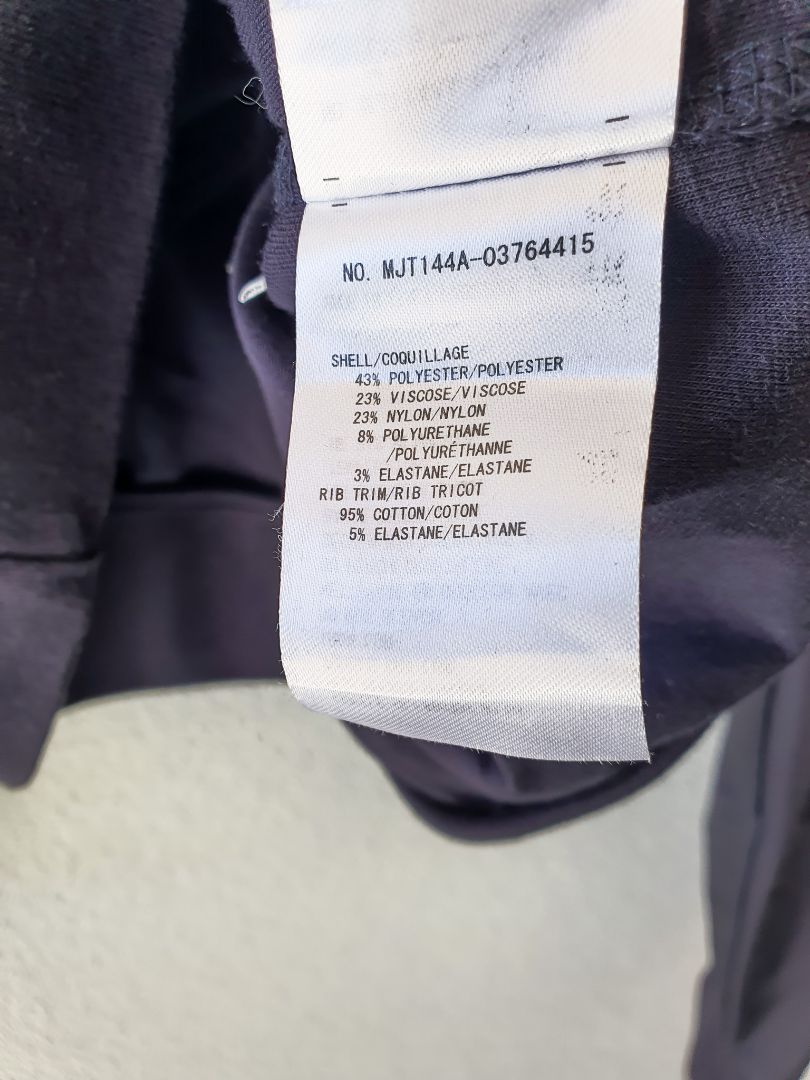 NO. MJT144A-03764415
SHELL/COQUILLAGE
43% POLYESTER/POLYESTER
23% VISCOSE/VISCOSE
23% NYLON/NYLON
8% POLYURETHANE
/POLYURÉTHANNE
3% ELASTANE/ELASTANE
RIB TRIM/RIB TRICOT
95% COTTON/COTON
5% ELASTANE/ELASTANE